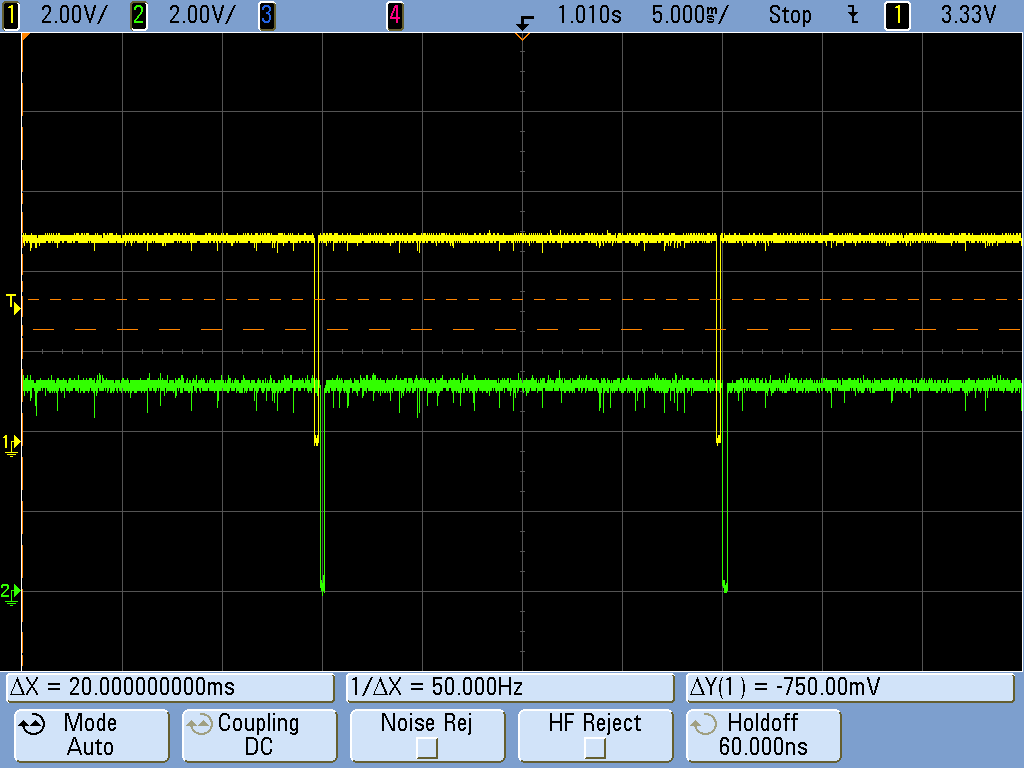 1 2.00V/ 2 2.00V/ 3 4 1.010s 5.000ms/ Stop 1 3.33V
T
1
2
ΔX = 20.000000000ms 1/ΔX = 50.000Hz ΔY(1) = -750.00mV
Mode Coupling Noise Rej HF Reject Holdoff
Auto DC 60.000ns